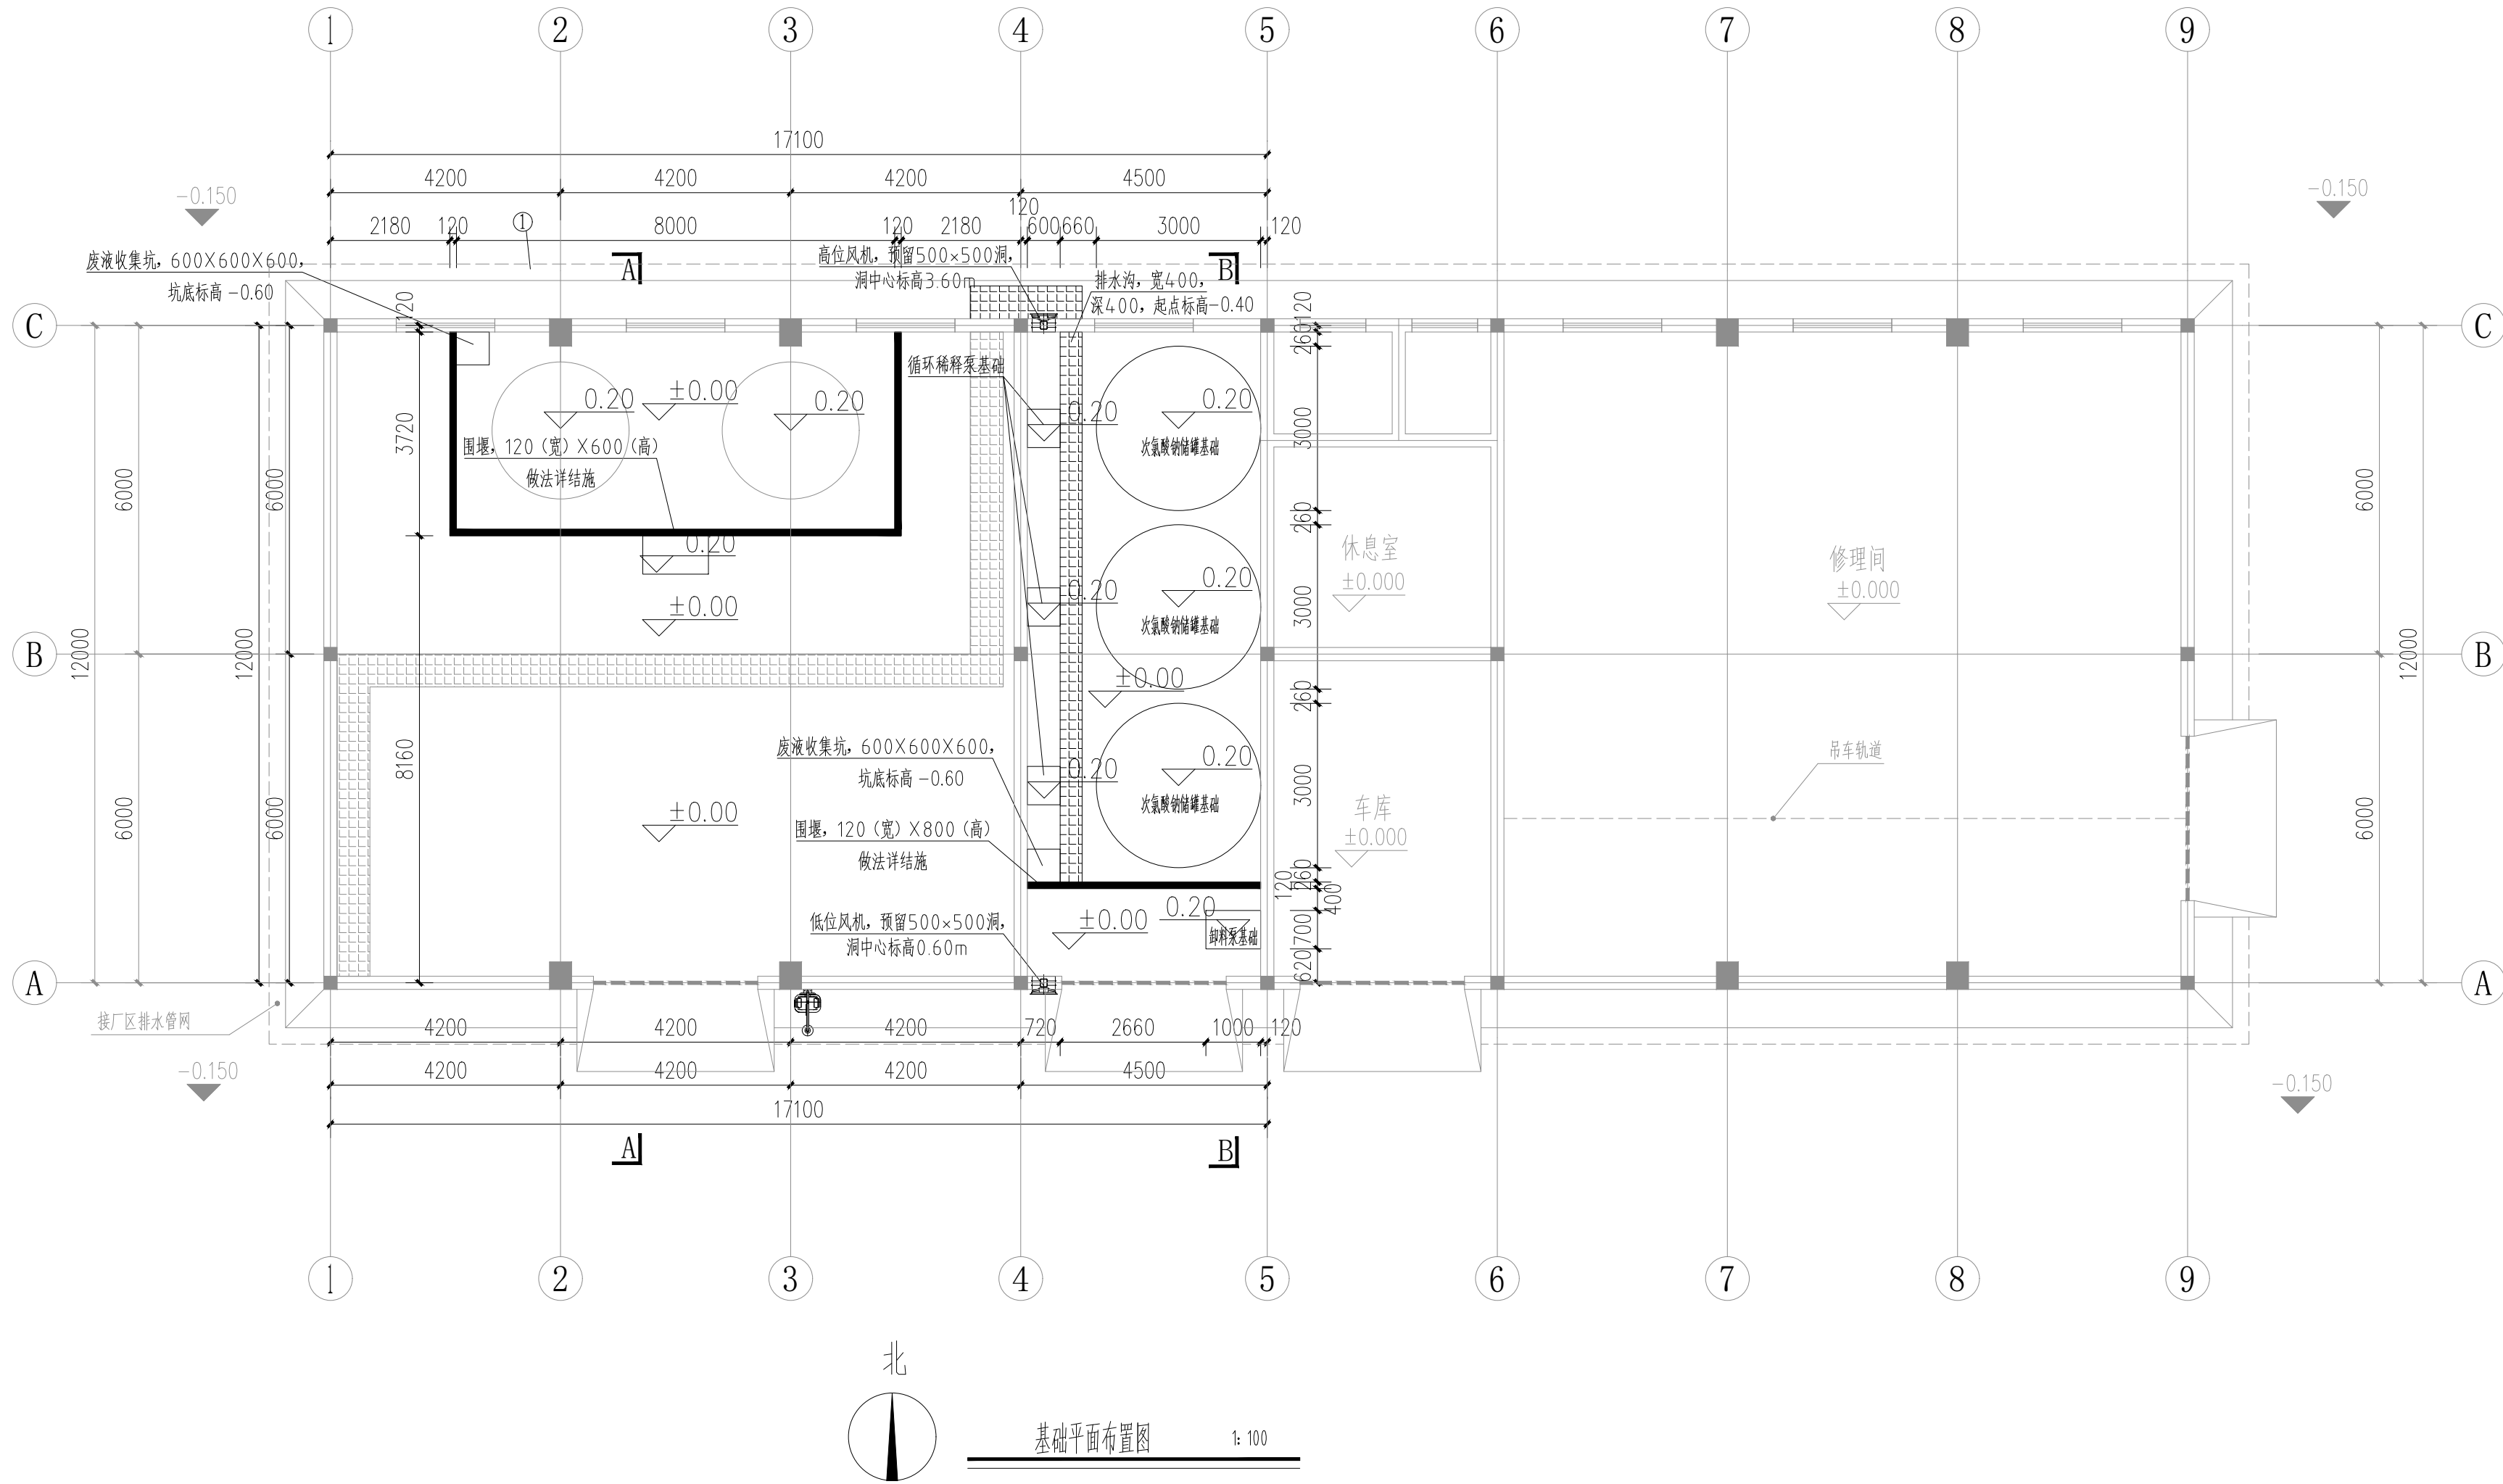 1 2 3 4 5 6 7 8 9
17100
4200 4200 4200 4500
-0.150
-0.150
120
2180 120 ① 8000 120 2180 600 660 3000 120
废液收集坑，600X600X600，
坑底标高 -0.60
A
高位风机，预留500×500洞，
洞中心标高3.60m
B
排水沟，宽400，
深400，起点标高-0.40
C
120
120
260
C
循环稀释泵基础
0.20
±0.00
0.20
0.20
0.20
次氯酸钠储罐基础
3000
3720
围堰，120（宽）X600（高）
做法详结施
6000
6000
6000
260
0.20
休息室
±0.000
修理间
±0.000
±0.00
0.20
0.20
次氯酸钠储罐基础
3000
B
12000
12000
12000
B
±0.00
260
废液收集坑，600X600X600，
坑底标高 -0.60
8160
0.20
0.20
次氯酸钠储罐基础
3000
吊车轨道
6000
6000
6000
±0.00
车库
±0.000
围堰，120（宽）X800（高）
做法详结施
260
120
400
低位风机，预留500×500洞，
洞中心标高0.60m
±0.00
0.20
卸料泵基础
700
620
A
A
接厂区排水管网
4200 4200 4200 720 2660 1000 120
4200 4200 4200 4500
-0.150
-0.150
17100
A
B
1 2 3 4 5 6 7 8 9
北
基础平面布置图 1：100